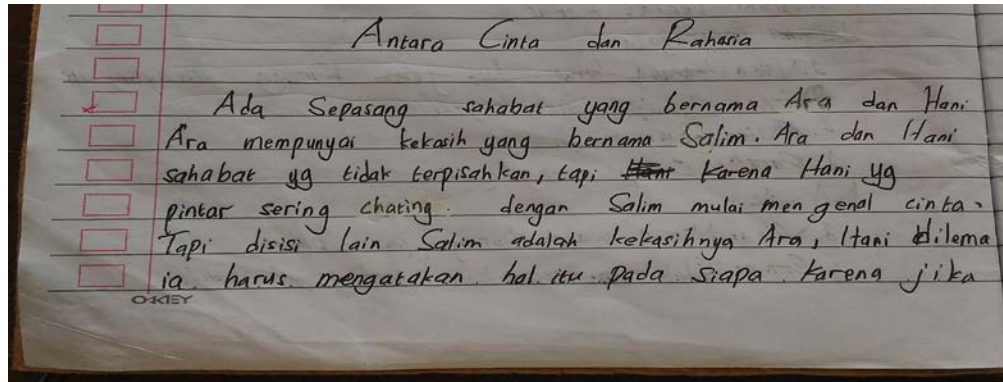 Antara Cinta dan Rahasia
Ada Sepasang sahabat yang bernama Ara dan Hani
Ara mempunyai kekasih yang bernama Salim. Ara dan Hani
sahabat yg tidak terpisahkan, tapi Karena Hani yg
pintar sering chating. dengan Salim mulai mengenal cinta.
Tapi disisi lain Salim adalah kekasihnya Ara, Hani dilema
ia harus mengatakan hal itu pada siapa karena jika
OKEY